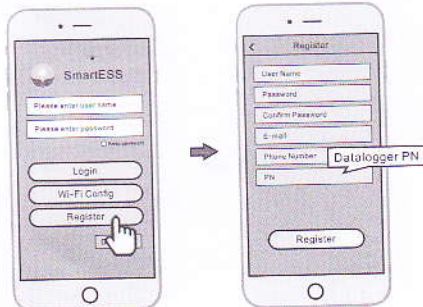 SmartESS
Please enter user name
Please enter password
Login
Wi-Fi Config
Register
Register
User Name
Password
Confirm Password
E-mail
Phone Number
Datalogger PN
PN
Register